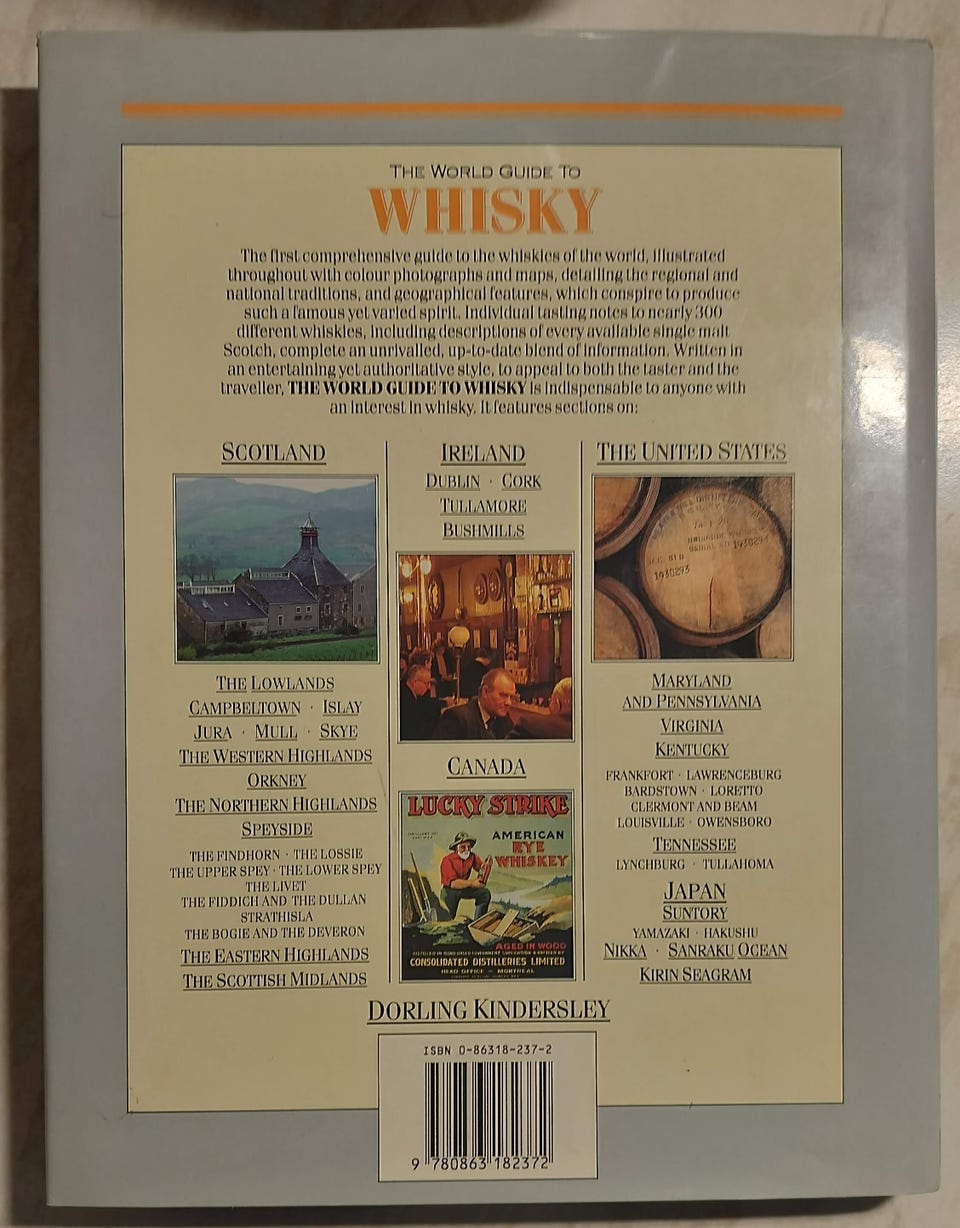 THE WORLD GUIDE TO
WHISKY
The first comprehensive guide to the whiskies of the world, illustrated
throughout with colour photographs and maps, detailing the regional and
national traditions, and geographical features, which conspire to produce
such a famous yet varied spirit. Individual tasting notes to nearly 300
different whiskies, including descriptions of every available single malt
Scotch, complete an unrivalled, up-to-date blend of information. Written in
an entertaining yet authoritative style, to appeal to both the taster and the
traveller, THE WORLD GUIDE TO WHISKY is indispensable to anyone with
an interest in whisky. It features sections on:
SCOTLAND
THE LOWLANDS
CAMPBELTOWN · ISLAY
JURA · MULL · SKYE
THE WESTERN HIGHLANDS
ORKNEY
THE NORTHERN HIGHLANDS
SPEYSIDE
THE FINDHORN · THE LOSSIE
THE UPPER SPEY · THE LOWER SPEY
THE LIVET
THE FIDDICH AND THE DULLAN
STRATHISLA
THE BOGIE AND THE DEVERON
THE EASTERN HIGHLANDS
THE SCOTTISH MIDLANDS
IRELAND
DUBLIN · CORK
TULLAMORE
BUSHMILLS
CANADA
LUCKY STRIKE
AMERICAN
RYE
WHISKEY
AGED IN WOOD
CONSOLIDATED DISTILLERIES LIMITED
HEAD OFFICE - MONTREAL
THE UNITED STATES
1930293
1930293
MARYLAND
AND PENNSYLVANIA
VIRGINIA
KENTUCKY
FRANKFORT · LAWRENCEBURG
BARDSTOWN · LORETTO
CLERMONT AND BEAM
LOUISVILLE · OWENSBORO
TENNESSEE
LYNCHBURG · TULLAHOMA
JAPAN
SUNTORY
YAMAZAKI · HAKUSHU
NIKKA · SANRAKU OCEAN
KIRIN SEAGRAM
DORLING KINDERSLEY
ISBN 0-86318-237-2
9 780863 182372